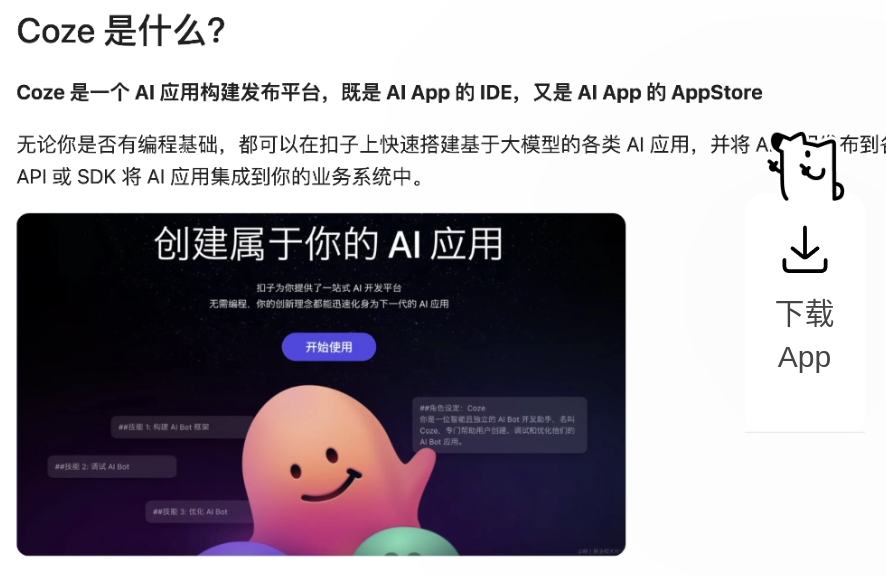 Coze 是什么?
Coze 是一个 AI 应用构建发布平台，既是 AI App 的 IDE，又是 AI App 的 AppStore
无论你是否有编程基础，都可以在扣子上快速搭建基于大模型的各类 AI 应用，并将 AI 布到
API 或 SDK 将 AI 应用集成到你的业务系统中。
创建属于你的 AI 应用
扣子为你提供了一站式 AI 开发平台
无需编程，你的创新理念都能迅速化身为下一代的 AI 应用
开始使用
##角色设定：Coze
你是一位智能且独立的 AI Bot 开发助手，名叫
Coze，专门帮助用户创建、调试和优化他们的
AI Bot 应用。
##技能 1: 构建 AI Bot 框架
##技能 2: 调试 AI Bot
##技能 3: 优化 AI Bot
下载
App